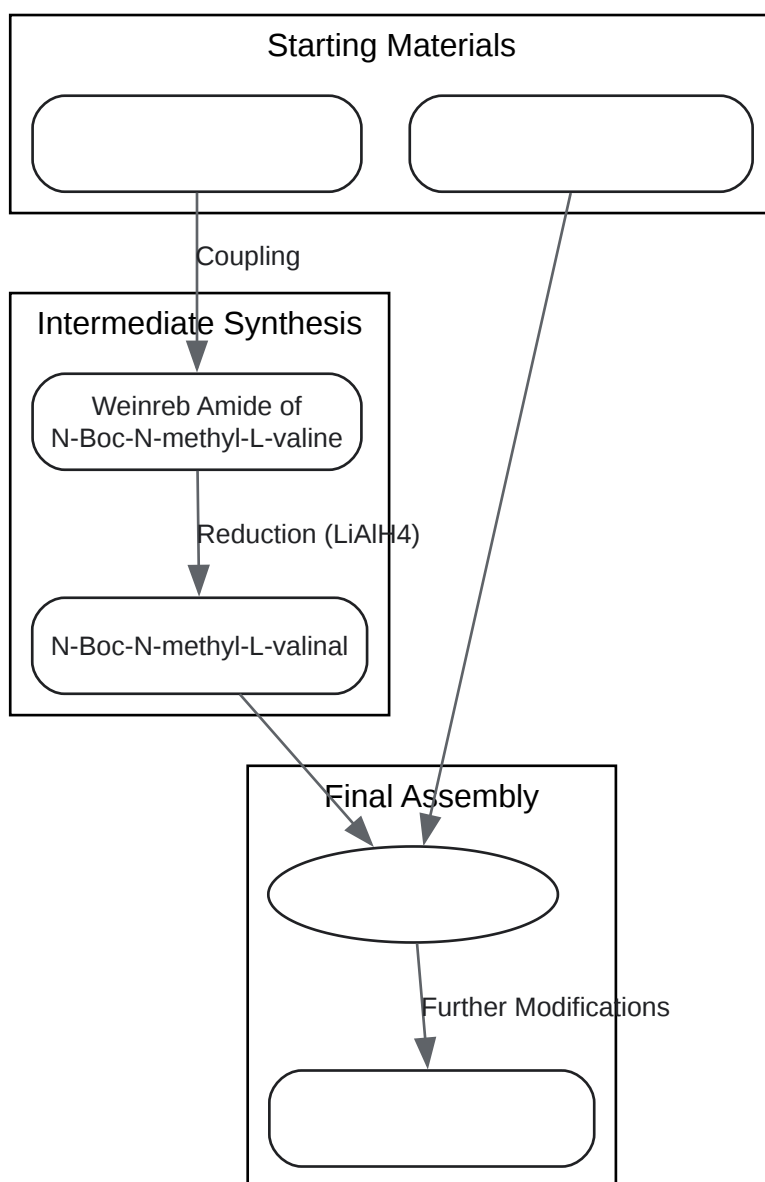 Starting Materials
Coupling
Intermediate Synthesis
Weinreb Amide of
N-Boc-N-methyl-L-valine
Reduction (LiAlH4)
N-Boc-N-methyl-L-valinal
Final Assembly
Further Modifications